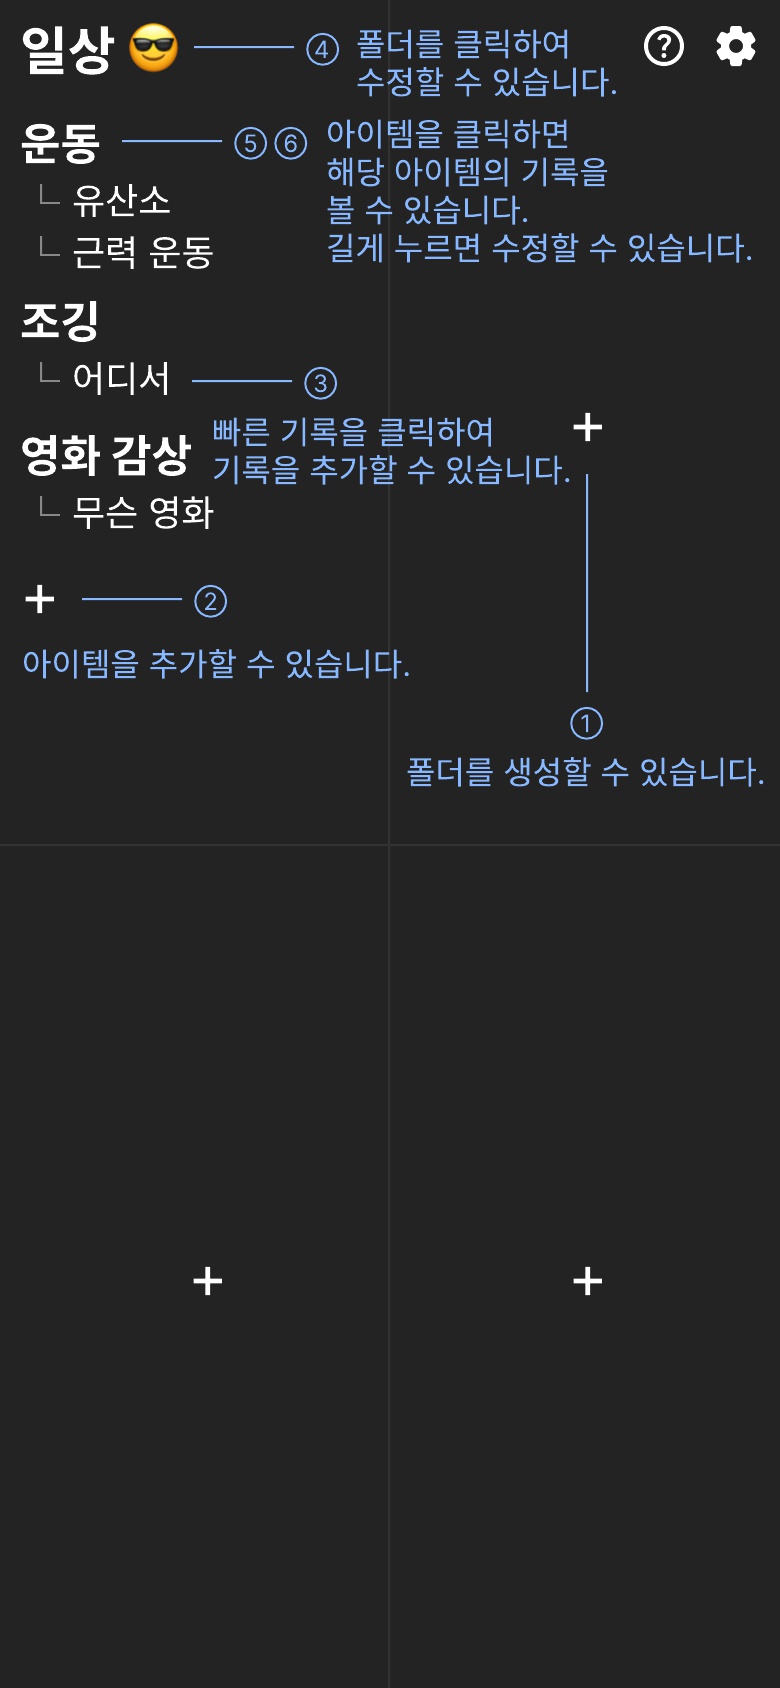 일상 😎 ④ 폴더를 클릭하여
수정할 수 있습니다.
운동 ⑤⑥ 아이템을 클릭하면
해당 아이템의 기록을
볼 수 있습니다.
길게 누르면 수정할 수 있습니다.
유산소
근력 운동
조깅
어디서 ③
빠른 기록을 클릭하여
기록을 추가할 수 있습니다.
영화 감상
무슨 영화
+
+ ②
아이템을 추가할 수 있습니다.
①
폴더를 생성할 수 있습니다.
+
+